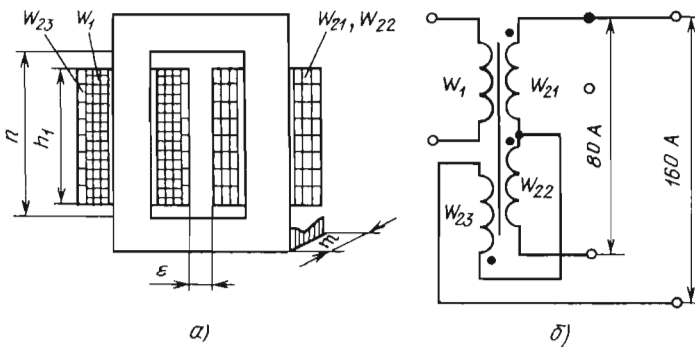 W₂₃ W₁
W₂₁, W₂₂
n
h₁
ε
m
а)
W₁
W₂₁
W₂₂
W₂₃
80 А
160 А
б)